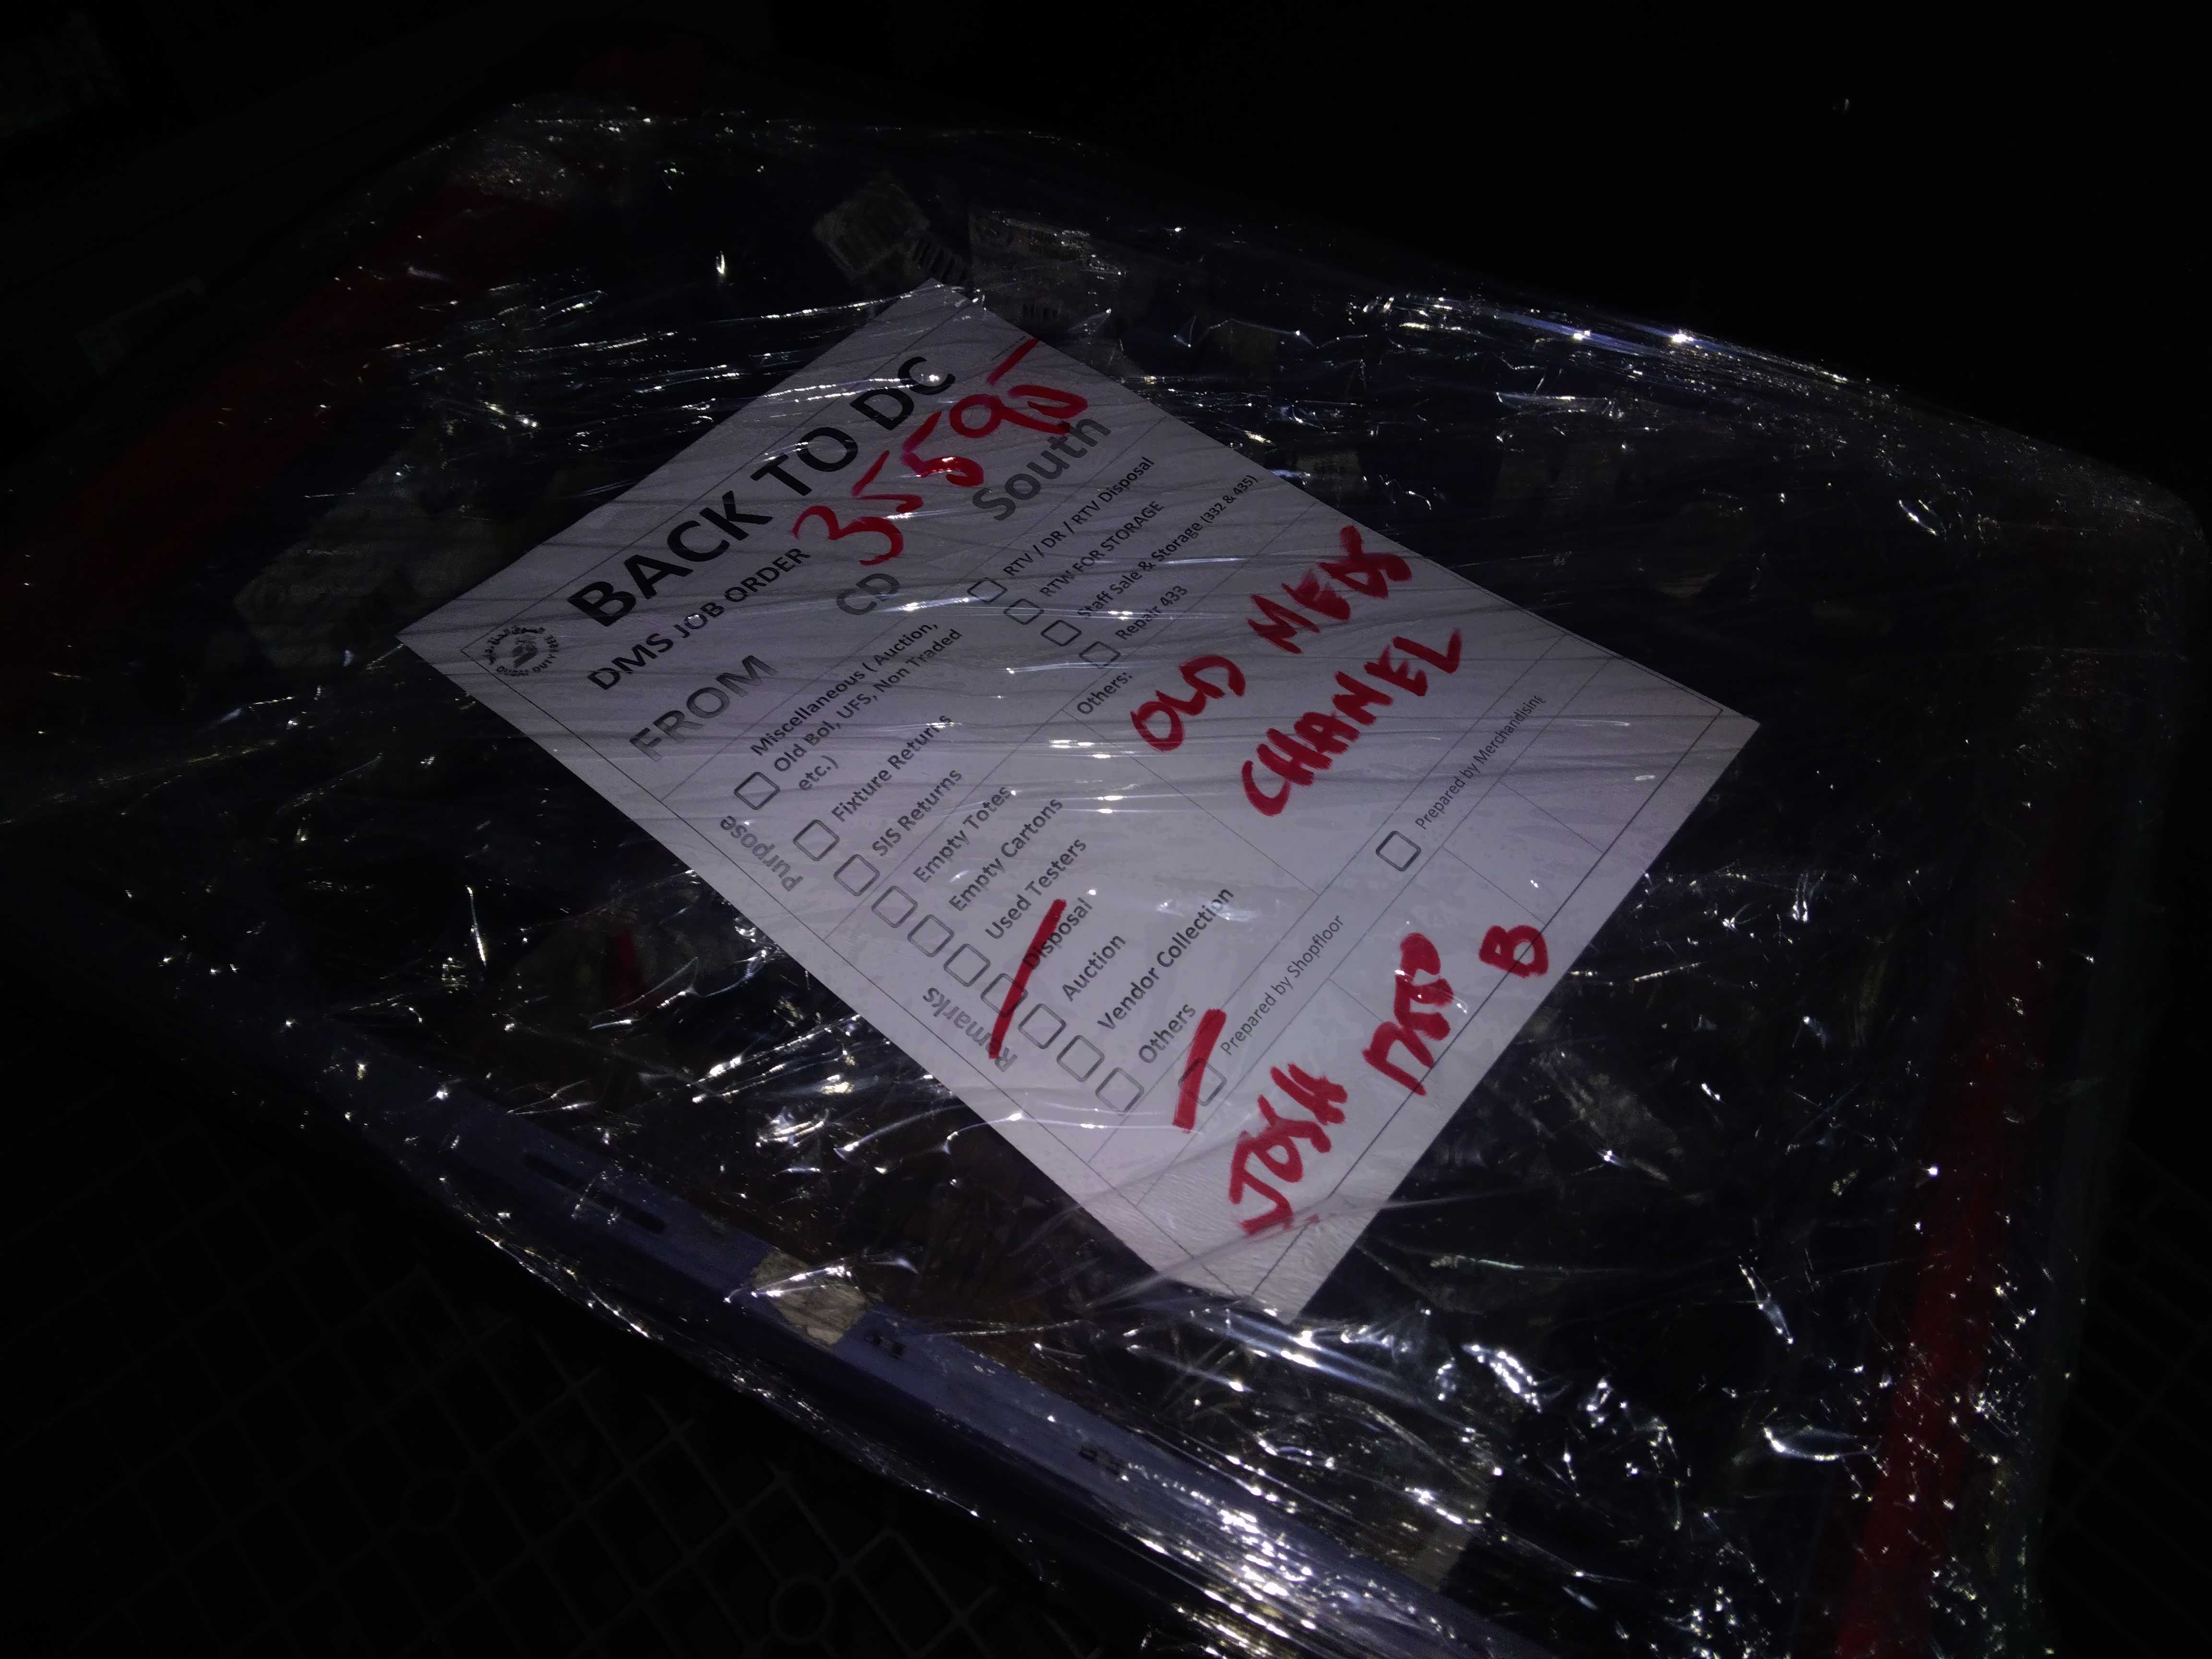 BACK TO DC
DMS JOB ORDER 35590
FROM CD South
Purpose
Miscellaneous ( Auction,
Old Bol, UFS, Non Traded
etc.)
Fixture Returns
SIS Returns
RTV / DR / RTV Disposal
RTW FOR STORAGE
Staff Sale & Storage (332 & 435)
Repair 433
Remarks
Empty Totes
Empty Cartons
Used Testers
Disposal
Auction
Vendor Collection
Others
Others:
OLD
CHANEL
Prepared by Shopfloor
Prepared by Merchandising
JOSH
B